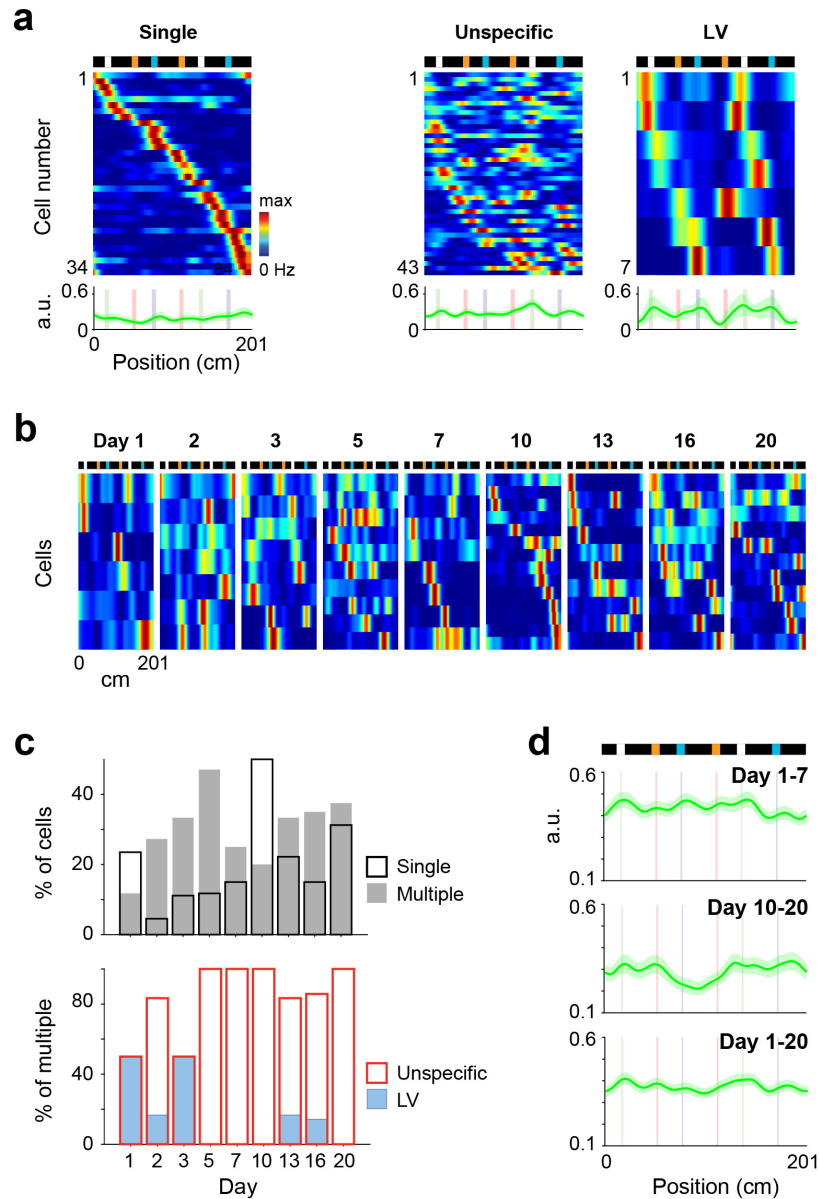 a
Single Unspecific LV
1 1 1
Cell number
max
0 Hz
34 84 43 7
0.6 0.6 0.6
a.u.
0 0 0
0 201
Position (cm)
b
Day 1 2 3 5 7 10 13 16 20
Cells
0 201
cm
c
% of cells
40
20
0
Single
Multiple
% of multiple
80
40
0
Unspecific
LV
1 2 3 5 7 10 13 16 20
Day
d
0.6
Day 1-7
a.u.
0.1
0.6
Day 10-20
0.1
0.6
Day 1-20
0.1
0 201
Position (cm)